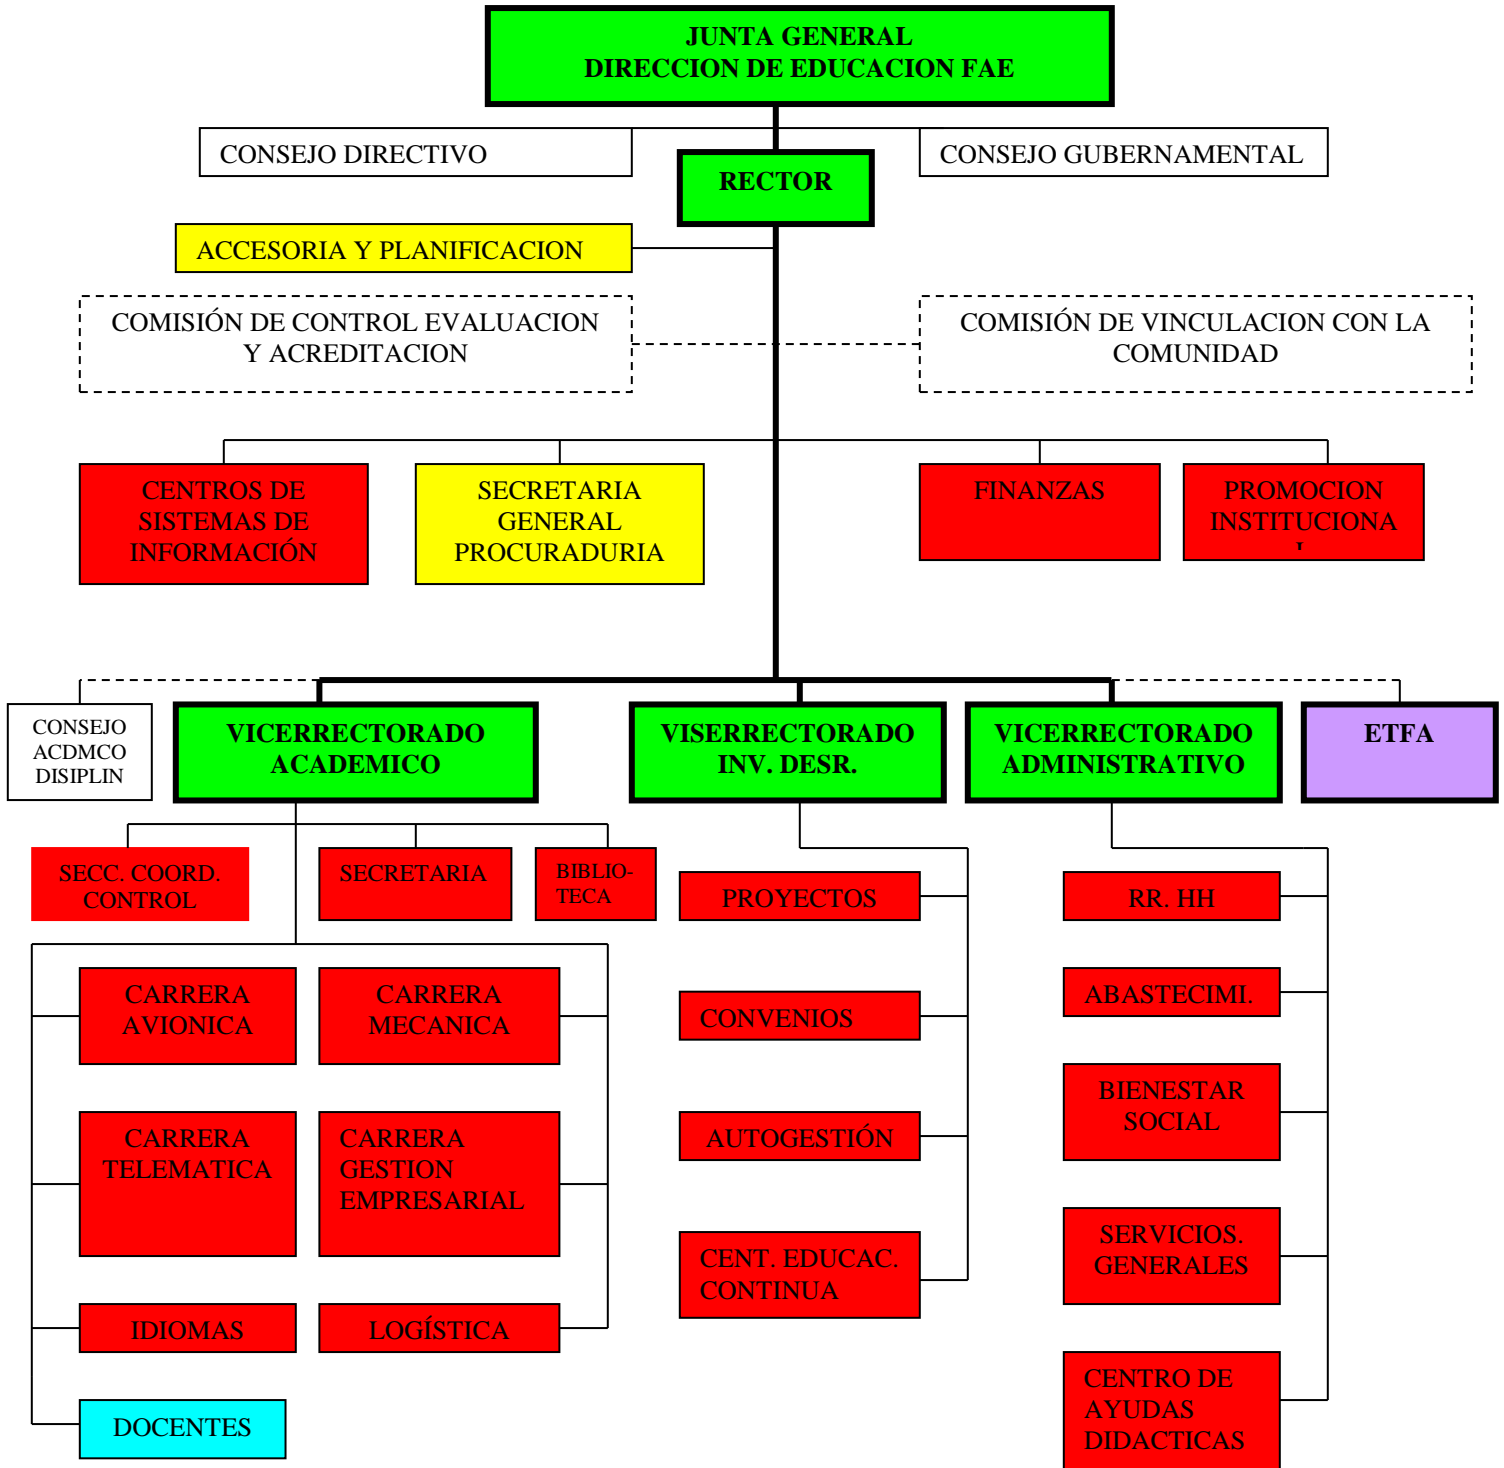 JUNTA GENERAL
DIRECCION DE EDUCACION FAE
CONSEJO DIRECTIVO
CONSEJO GUBERNAMENTAL
RECTOR
ACCESORIA Y PLANIFICACION
COMISIÓN DE CONTROL EVALUACION
Y ACREDITACION
COMISIÓN DE VINCULACION CON LA
COMUNIDAD
CENTROS DE
SISTEMAS DE
INFORMACIÓN
SECRETARIA
GENERAL
PROCURADURIA
FINANZAS
PROMOCION
INSTITUCIONA
L
CONSEJO
ACDMCO
DISIPLIN
VICERRECTORADO
ACADEMICO
VISERRECTORADO
INV. DESR.
VICERRECTORADO
ADMINISTRATIVO
ETFA
SECC. COORD.
CONTROL
SECRETARIA
BIBLIO-
TECA
PROYECTOS
RR. HH
CARRERA
AVIONICA
CARRERA
MECANICA
CONVENIOS
ABASTECIMI.
CARRERA
TELEMATICA
CARRERA
GESTION
EMPRESARIAL
AUTOGESTIÓN
BIENESTAR
SOCIAL
CENT. EDUCAC.
CONTINUA
SERVICIOS.
GENERALES
IDIOMAS
LOGÍSTICA
CENTRO DE
AYUDAS
DIDACTICAS
DOCENTES